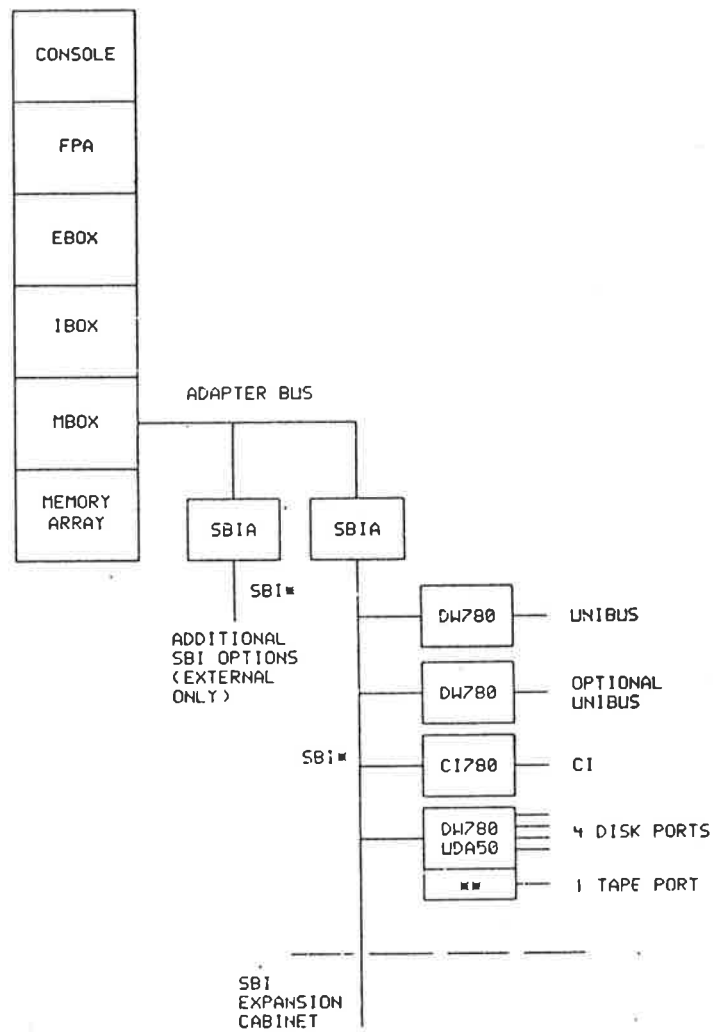 CONSOLE
FPA
EBOX
IBOX
MBOX
MEMORY
ARRAY
ADAPTER BUS
SBIA
SBIA
SBI*
ADDITIONAL
SBI OPTIONS
(EXTERNAL
ONLY)
DW780
UNIBUS
DW780
OPTIONAL
UNIBUS
SBI*
CI780
CI
DW780
UDA50
4 DISK PORTS
**
1 TAPE PORT
SBI
EXPANSION
CABINET